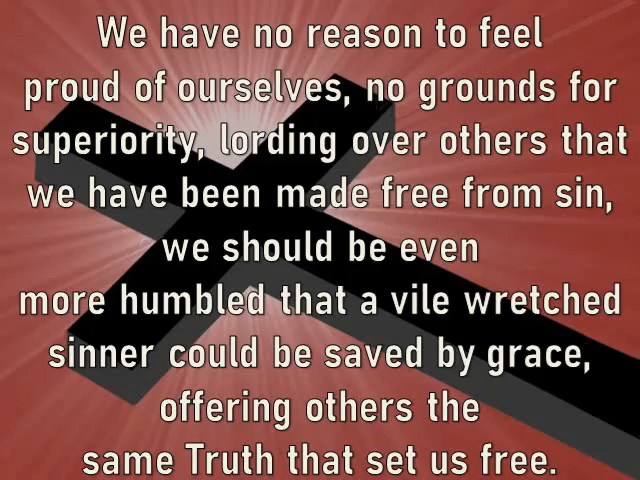 We have no reason to feel
proud of ourselves, no grounds for
superiority, lording over others that
we have been made free from sin,
we should be even
more humbled that a vile wretched
sinner could be saved by grace,
offering others the
same Truth that set us free.